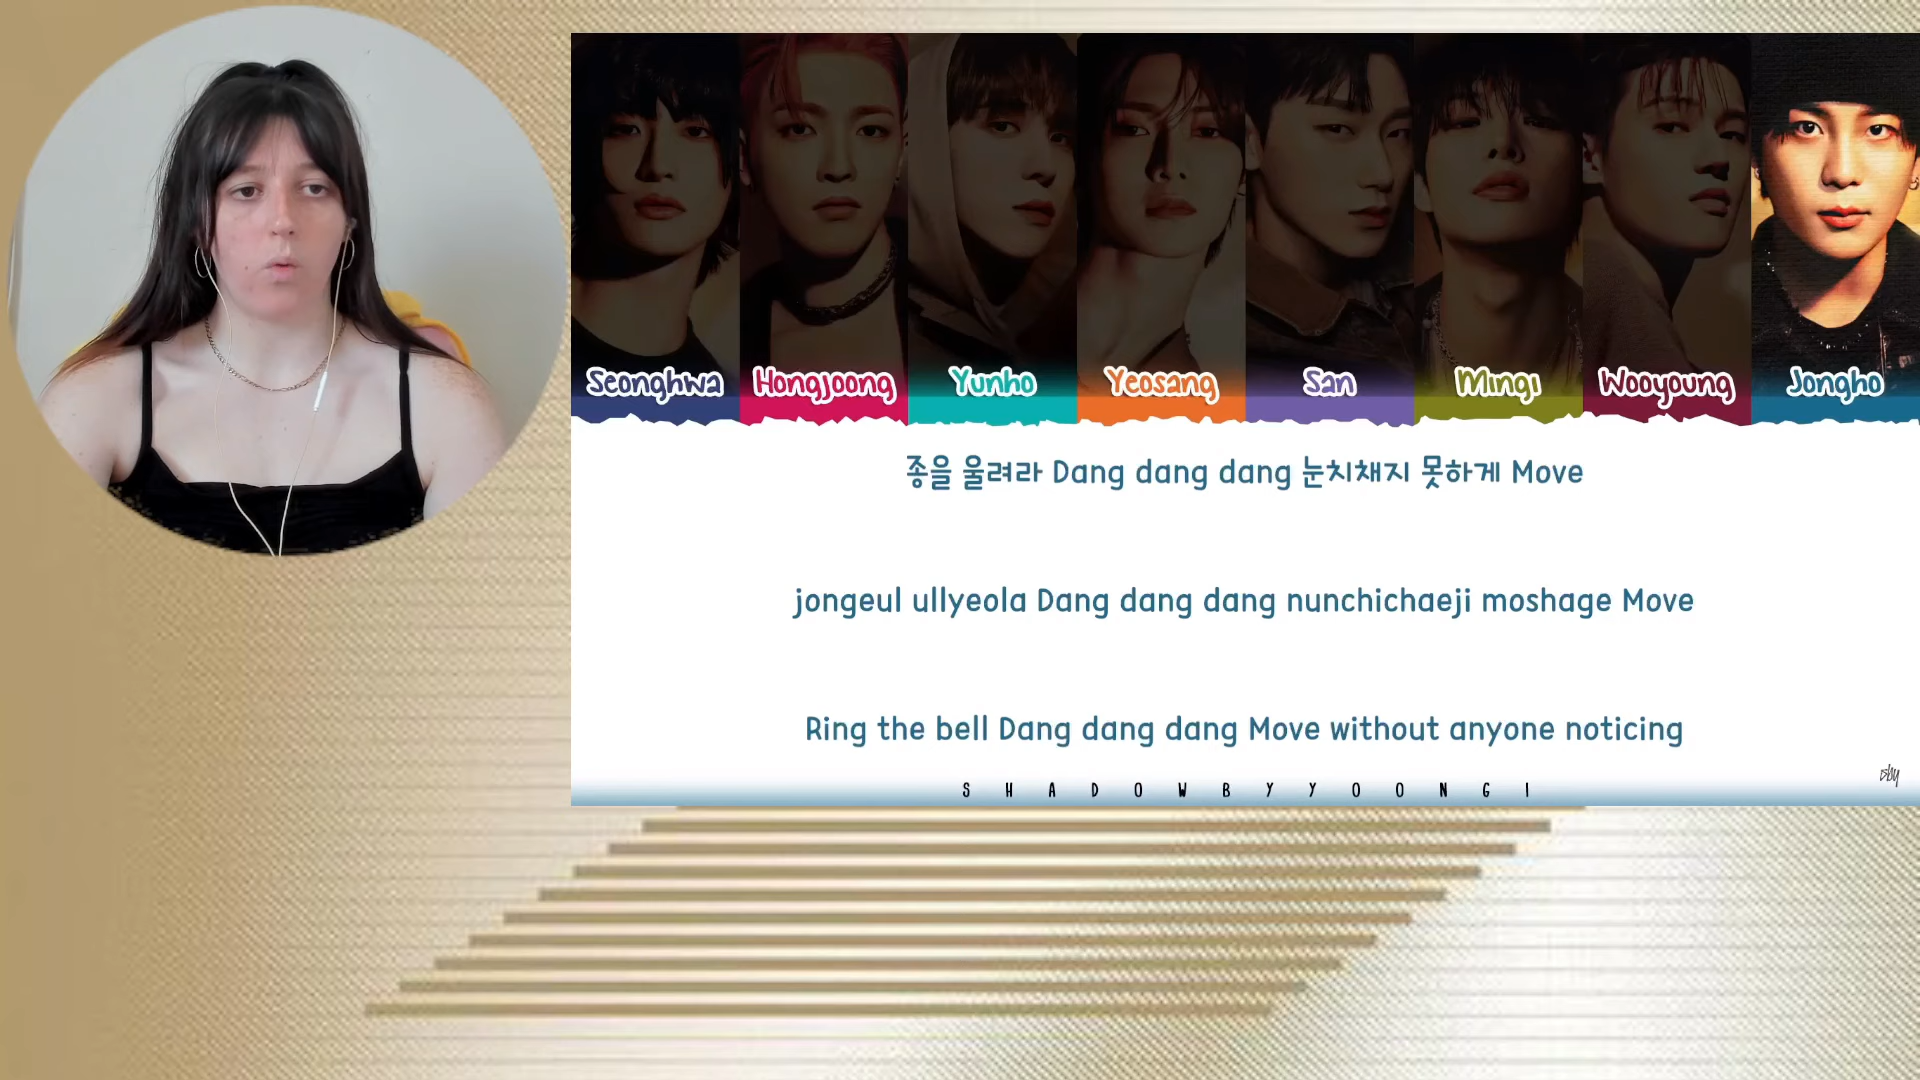 Seonghwa Hongjoong Yunho Yeosang San Mingi Wooyoung Jongho
종을 울려라 Dang dang dang 눈치채지 못하게 Move
jongeul ullyeola Dang dang dang nunchichaeji moshage Move
Ring the bell Dang dang dang Move without anyone noticing
SHADOWBYYOONGI
sby